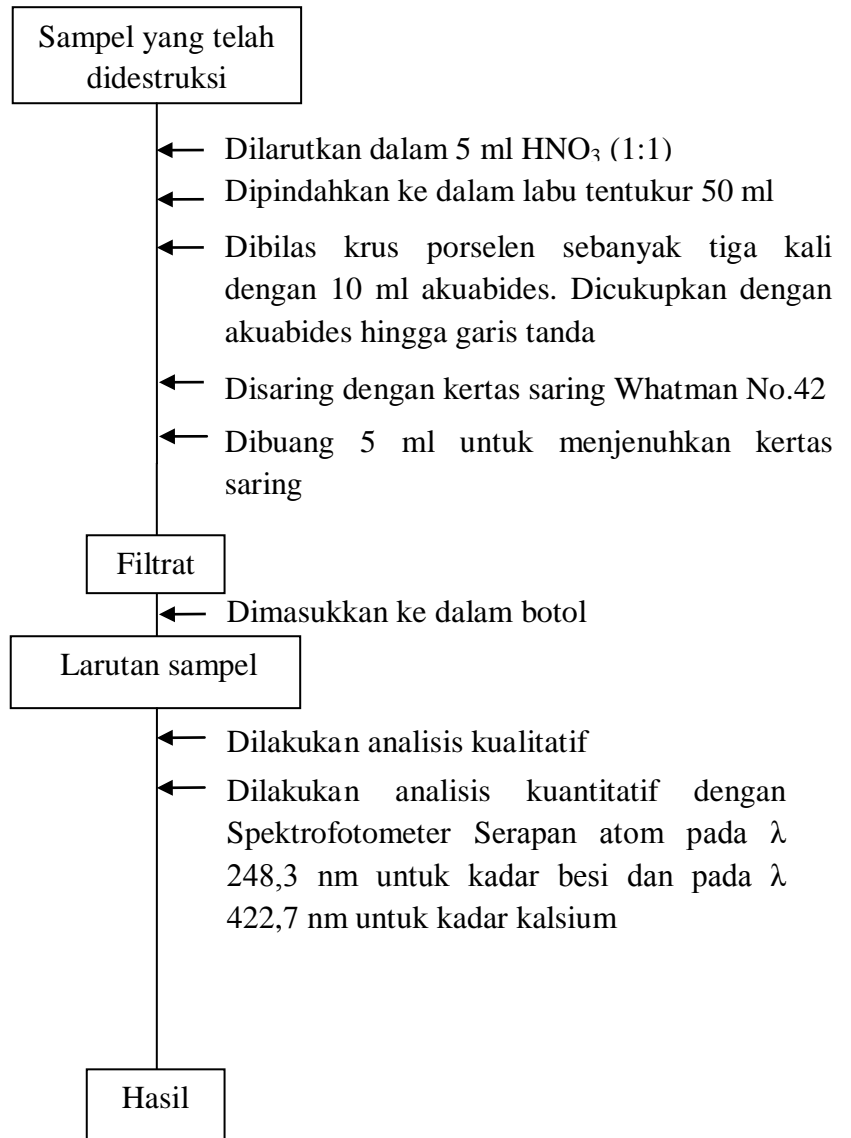 Sampel yang telah
didestruksi
Dilarutkan dalam 5 ml HNO₃ (1:1)
Dipindahkan ke dalam labu tentukur 50 ml
Dibilas krus porselen sebanyak tiga kali
dengan 10 ml akuabides. Dicukupkan dengan
akuabides hingga garis tanda
Disaring dengan kertas saring Whatman No.42
Dibuang 5 ml untuk menjenuhkan kertas
saring
Filtrat
Dimasukkan ke dalam botol
Larutan sampel
Dilakukan analisis kualitatif
Dilakukan analisis kuantitatif dengan
Spektrofotometer Serapan atom pada λ
248,3 nm untuk kadar besi dan pada λ
422,7 nm untuk kadar kalsium
Hasil